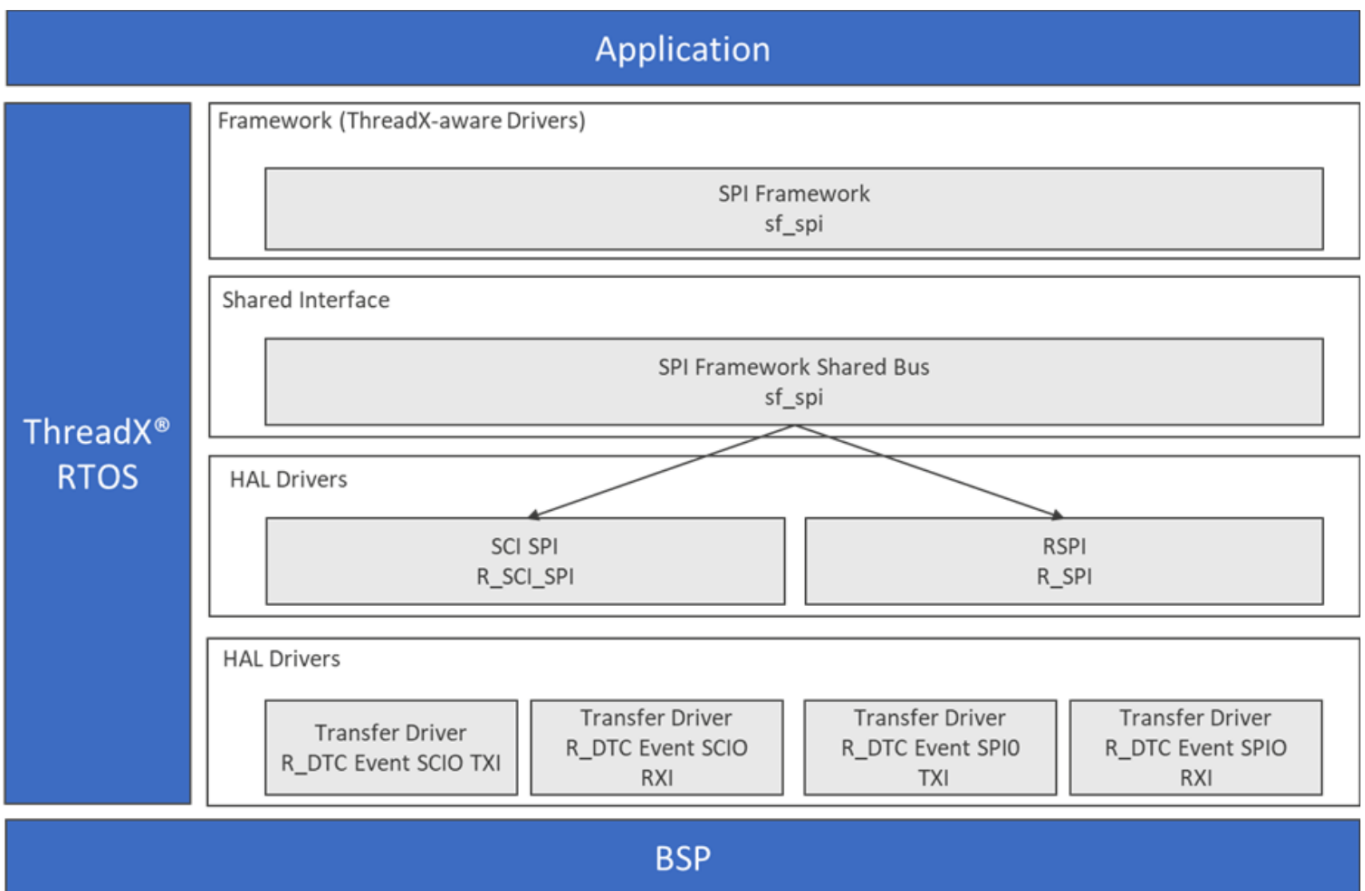 Application
ThreadX®
RTOS
Framework (ThreadX-aware Drivers)
SPI Framework
sf_spi
Shared Interface
SPI Framework Shared Bus
sf_spi
HAL Drivers
SCI SPI
R_SCI_SPI
RSPI
R_SPI
HAL Drivers
Transfer Driver
R_DTC Event SCIO TXI
Transfer Driver
R_DTC Event SCIO
RXI
Transfer Driver
R_DTC Event SPI0
TXI
Transfer Driver
R_DTC Event SPIO
RXI
BSP